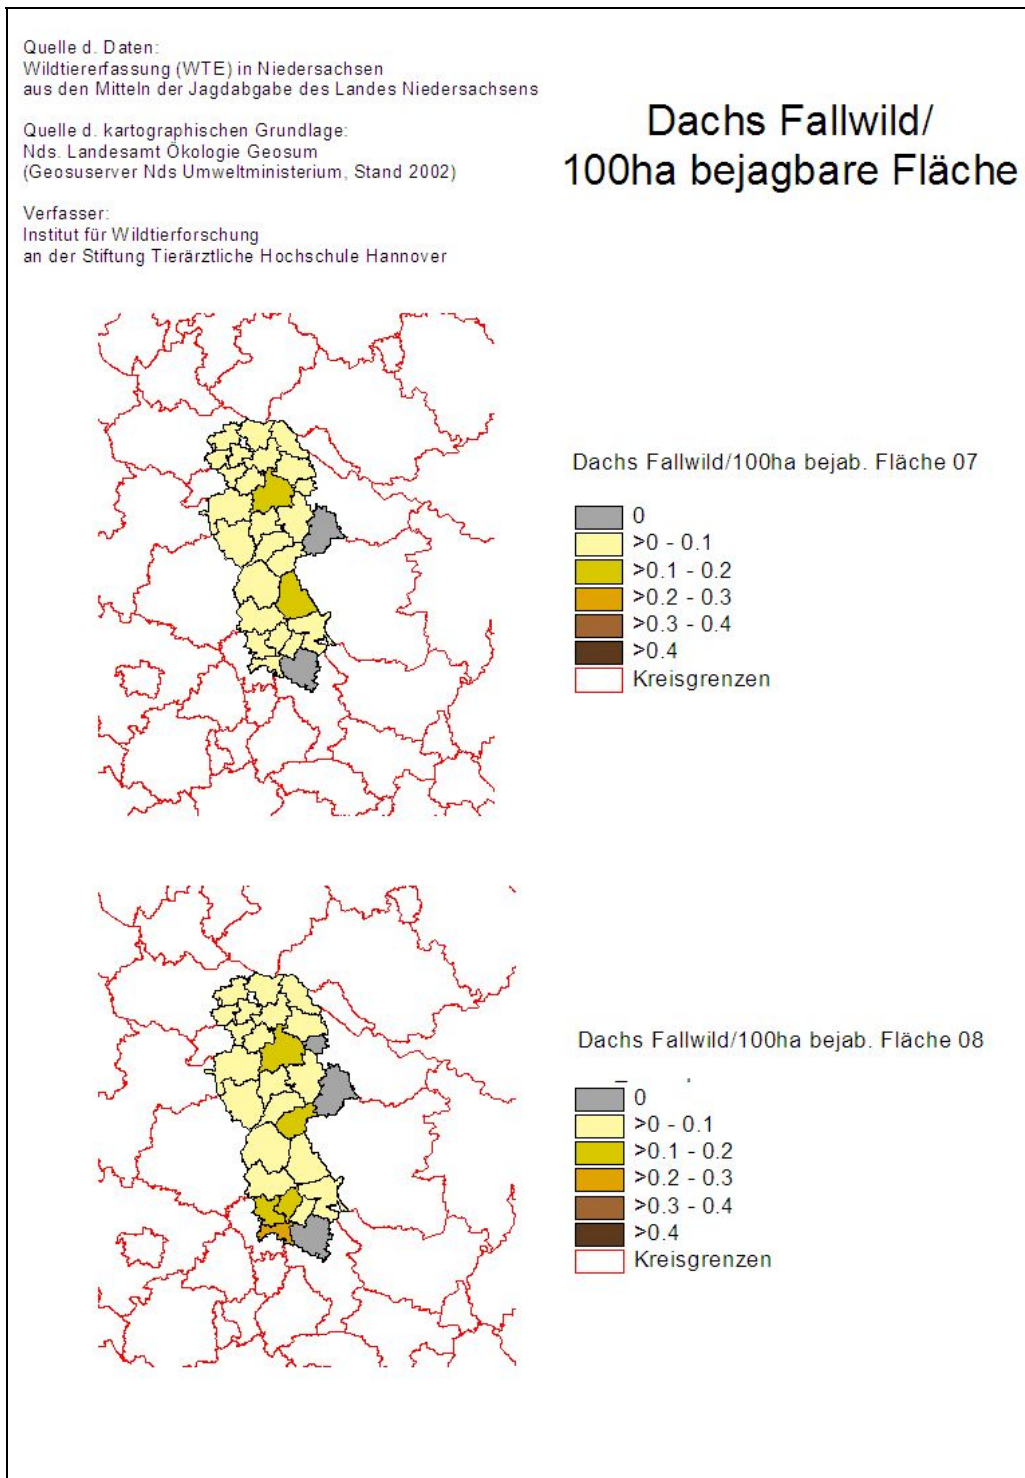 Quelle d. Daten:
Wildtiererfassung (WTE) in Niedersachsen
aus den Mitteln der Jagdabgabe des Landes Niedersachsens
Quelle d. kartographischen Grundlage:
Nds. Landesamt Ökologie Geosum
(Geosuserver Nds Umweltministerium, Stand 2002)
Verfasser:
Institut für Wildtierforschung
an der Stiftung Tierärztliche Hochschule Hannover
Dachs Fallwild/
100ha bejagbare Fläche
Dachs Fallwild/100ha bejab. Fläche 07
0
>0 - 0.1
>0.1 - 0.2
>0.2 - 0.3
>0.3 - 0.4
>0.4
Kreisgrenzen
Dachs Fallwild/100ha bejab. Fläche 08
0
>0 - 0.1
>0.1 - 0.2
>0.2 - 0.3
>0.3 - 0.4
>0.4
Kreisgrenzen